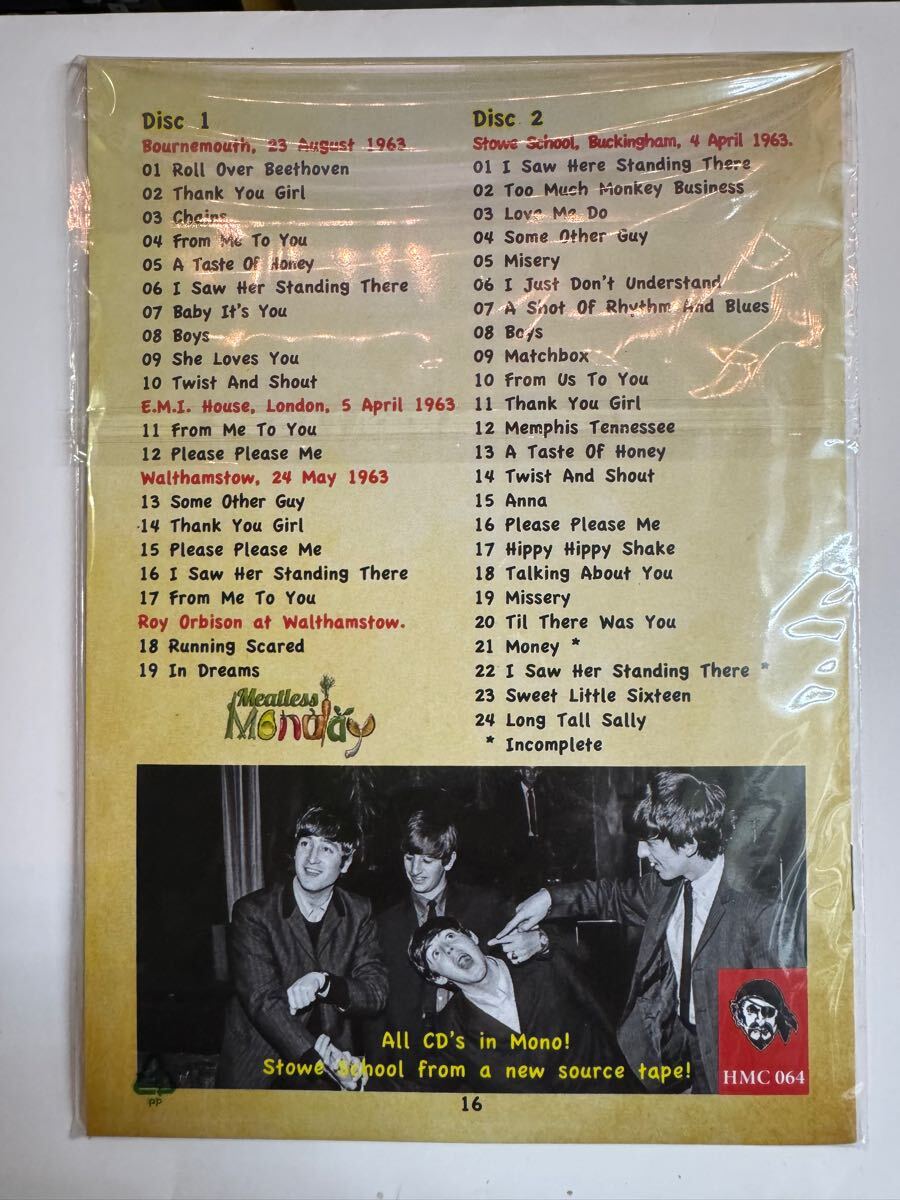 Disc 1
Bournemouth, 23 August 1963.
01 Roll Over Beethoven
02 Thank You Girl
03 Chains
04 From Me To You
05 A Taste Of Honey
06 I Saw Her Standing There
07 Baby It's You
08 Boys
09 She Loves You
10 Twist And Shout
E.M.I. House, London, 5 April 1963
11 From Me To You
12 Please Please Me
Walthamstow, 24 May 1963
13 Some Other Guy
14 Thank You Girl
15 Please Please Me
16 I Saw Her Standing There
17 From Me To You
Roy Orbison at Walthamstow.
18 Running Scared
19 In Dreams
Meatless
Monday
Disc 2
Stowe School, Buckingham, 4 April 1963.
01 I Saw Here Standing There
02 Too Much Monkey Business
03 Love Me Do
04 Some Other Guy
05 Misery
06 I Just Don't Understand
07 A Shot Of Rhythm And Blues
08 Boys
09 Matchbox
10 From Us To You
11 Thank You Girl
12 Memphis Tennessee
13 A Taste Of Honey
14 Twist And Shout
15 Anna
16 Please Please Me
17 Hippy Hippy Shake
18 Talking About You
19 Missery
20 Til There Was You
21 Money *
22 I Saw Her Standing There *
23 Sweet Little Sixteen
24 Long Tall Sally
* Incomplete
All CD's in Mono!
Stowe School from a new source tape!
HMC 064
PP
16